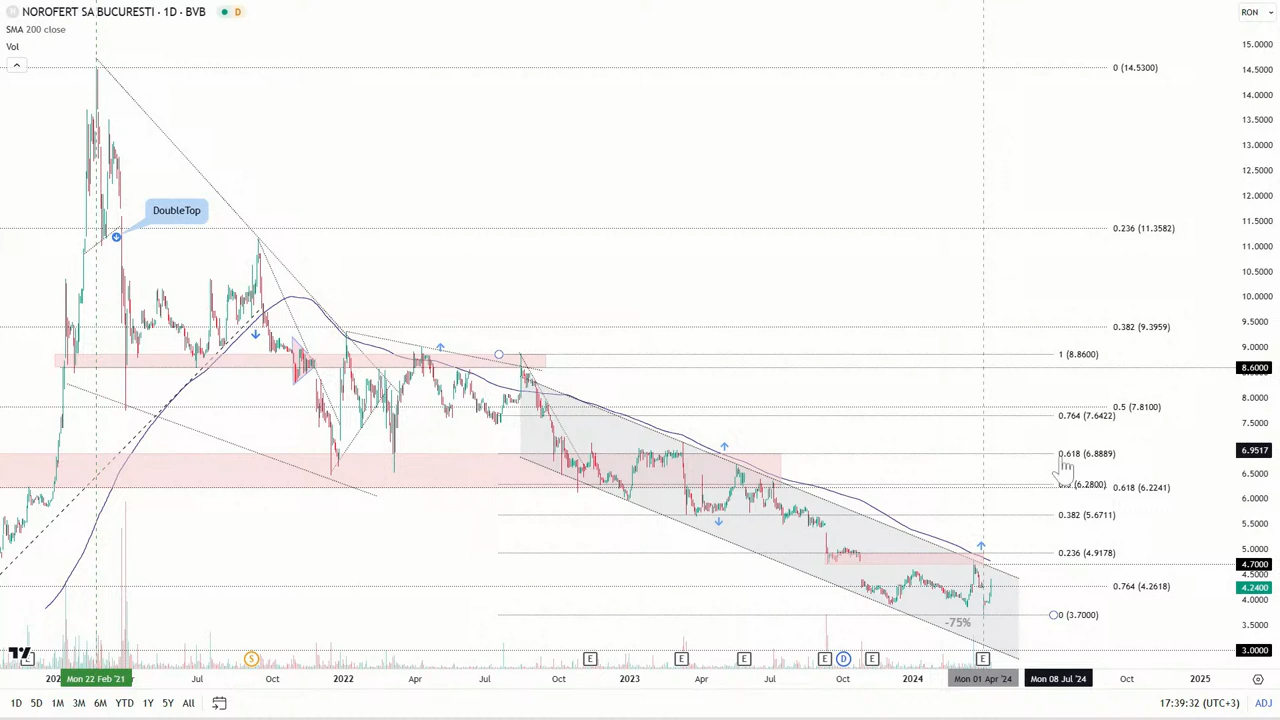 NOROFERT SA BUCURESTI · 1D · BVB
D
RON
SMA 200 close
Vol
15.0000
14.5000
14.0000
13.5000
13.0000
12.5000
12.0000
11.5000
11.0000
10.5000
10.0000
9.5000
9.0000
8.6000
8.0000
7.5000
6.9517
6.5000
6.0000
5.5000
5.0000
4.7000
4.5000
4.2400
4.0000
3.5000
3.0000
0 (14.5300)
DoubleTop
0.236 (11.3582)
0.382 (9.3959)
1 (8.8600)
0.5 (7.8100)
0.764 (7.6422)
0.618 (6.8889)
(6.2800)
0.618 (6.2241)
0.382 (5.6711)
0.236 (4.9178)
0.764 (4.2618)
0 (3.7000)
-75%
S
E
E
E
E
D
E
E
Mon 22 Feb '21
Jul
Oct
2022
Apr
Jul
Oct
2023
Apr
Jul
Oct
2024
Mon 01 Apr '24
Mon 08 Jul '24
Oct
2025
1D 5D 1M 3M 6M YTD 1Y 5Y All
17:39:32 (UTC+3)
ADJ